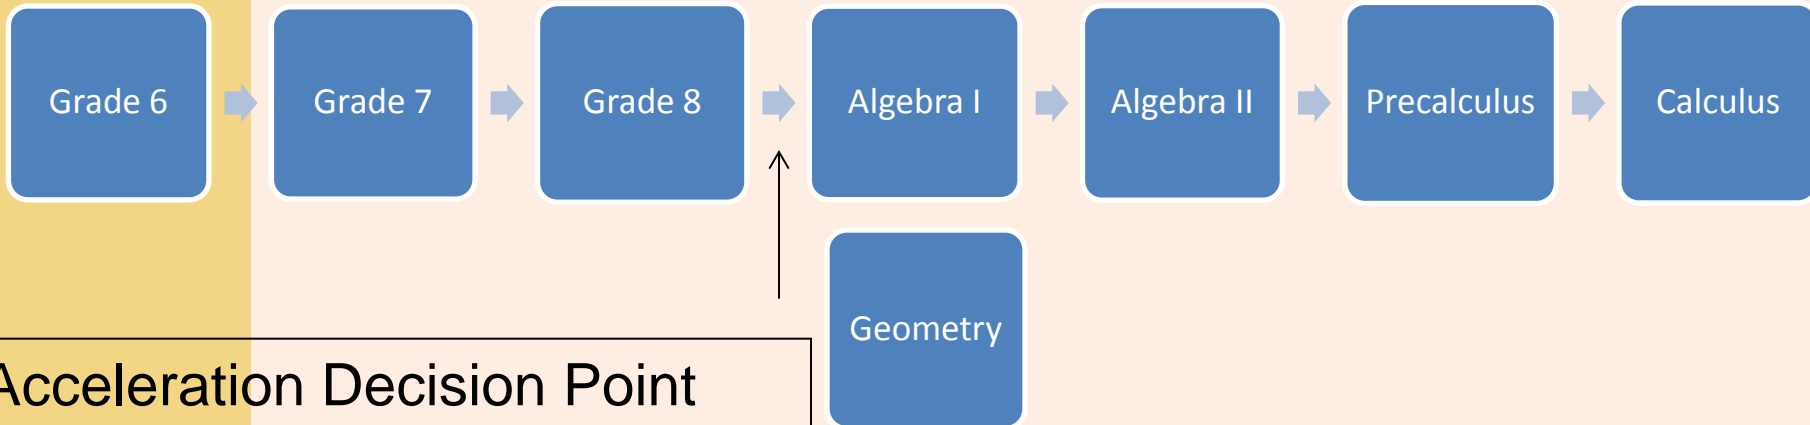 Grade 6
Grade 7
Grade 8
Algebra I
Algebra II
Precalculus
Calculus
Geometry
Acceleration Decision Point